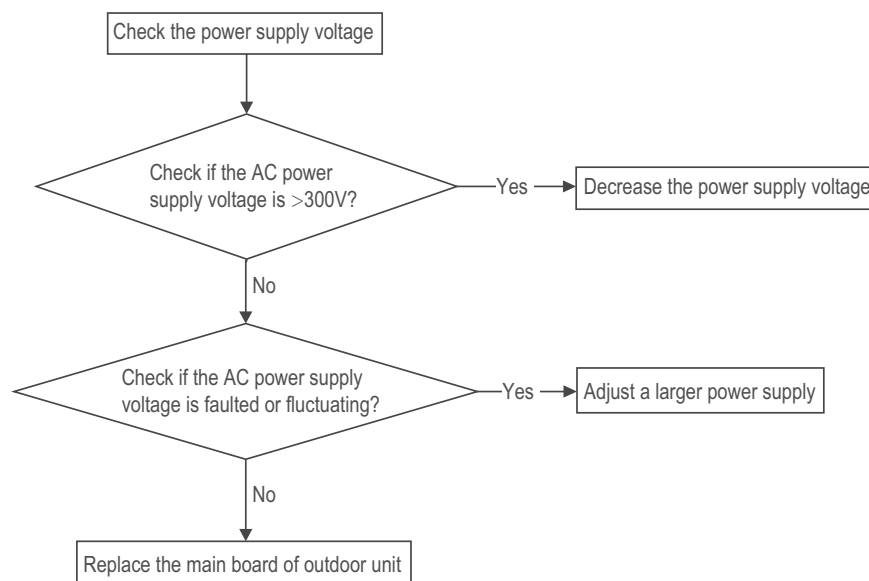 Check the power supply voltage
Check if the AC power
supply voltage is >300V?
Yes
Decrease the power supply voltage
No
Check if the AC power supply
voltage is faulted or fluctuating?
Yes
Adjust a larger power supply
No
Replace the main board of outdoor unit